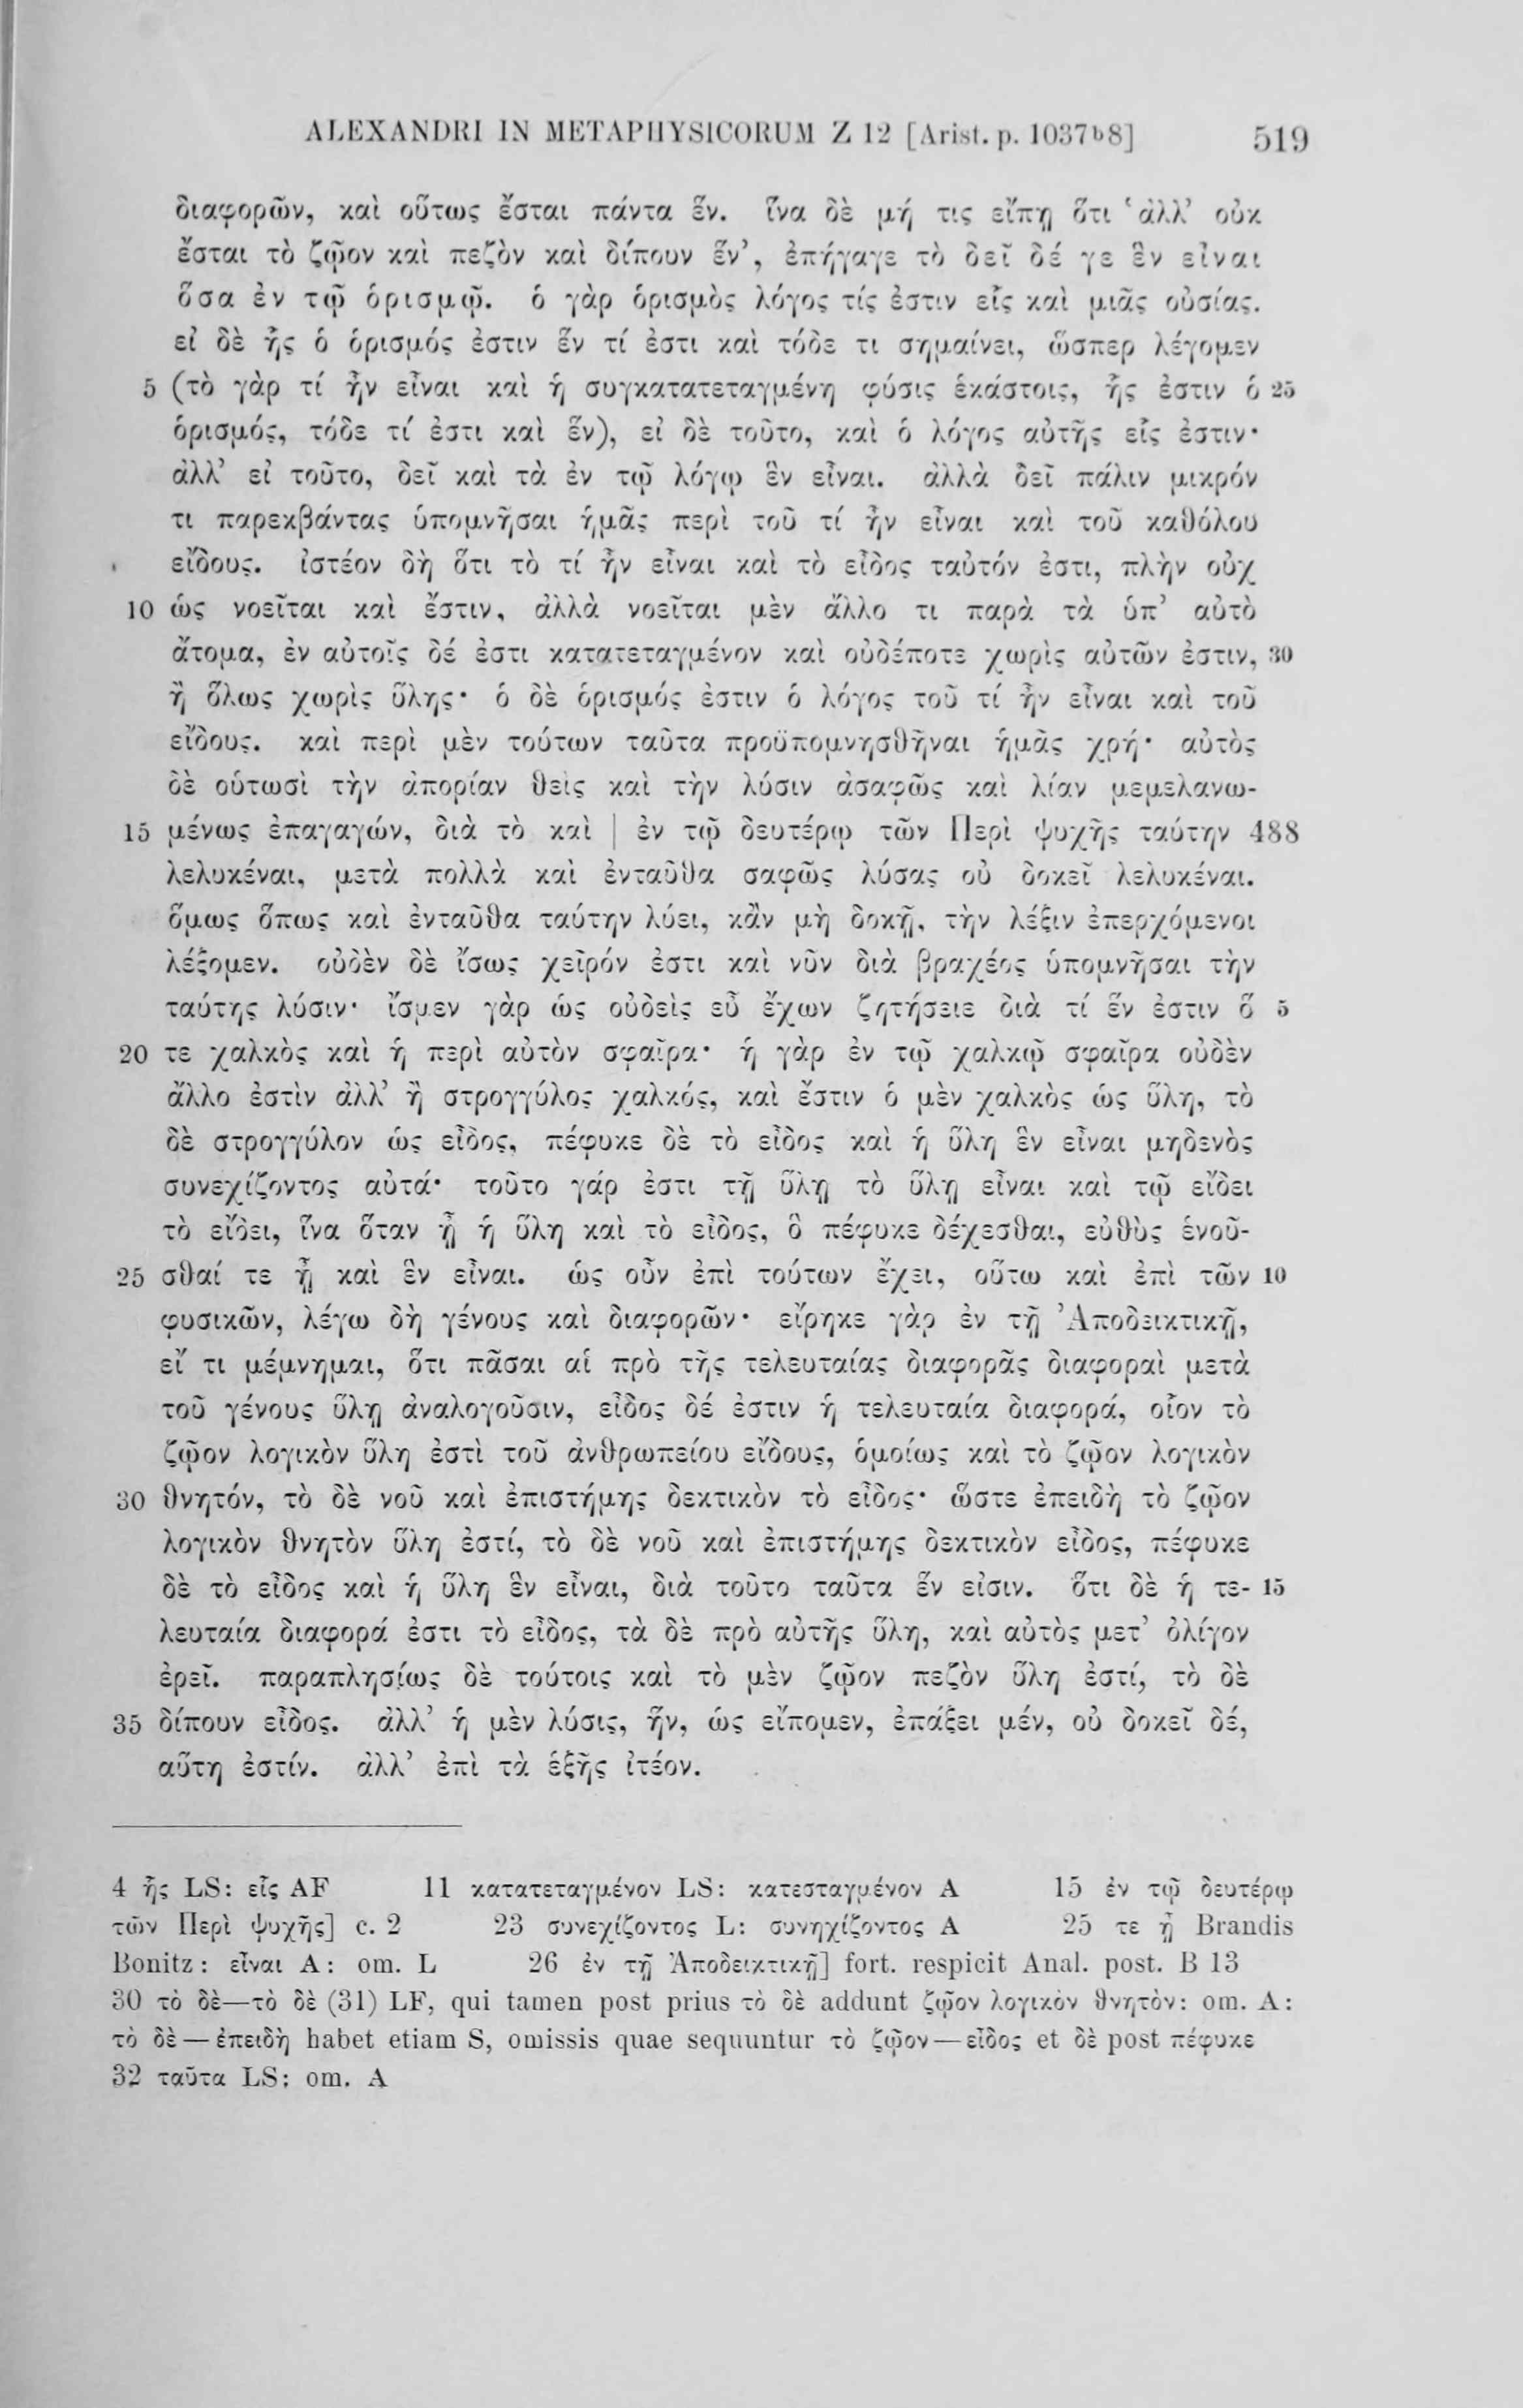 ALEXANDRI IN METAPHYSICORUM Z 12 [Arist. p. 1037ᵇ8] 519
διαφορῶν, καὶ οὕτως ἔσται πάντα ἕν. ἵνα δὲ μή τις εἴπῃ ὅτι ‘ἀλλ’ οὐκ
ἔσται τὸ ζῷον καὶ πεζὸν καὶ δίπουν ἕν’, ἐπήγαγε τὸ δεῖ δέ γε ἓν εἶναι
ὅσα ἐν τῷ ὁρισμῷ. ὁ γὰρ ὁρισμὸς λόγος τίς ἐστιν εἷς καὶ μιᾶς οὐσίας.
εἰ δὲ ἧς ὁ ὁρισμός ἐστιν ἕν τί ἐστι καὶ τόδε τι σημαίνει, ὥσπερ λέγομεν
5 (τὸ γὰρ τί ἦν εἶναι καὶ ἡ συγκατατεταγμένη φύσις ἑκάστοις, ἧς ἐστιν ὁ 25
ὁρισμός, τόδε τί ἐστι καὶ ἕν), εἰ δὲ τοῦτο, καὶ ὁ λόγος αὐτῆς εἷς ἐστιν·
ἀλλ’ εἰ τοῦτο, δεῖ καὶ τὰ ἐν τῷ λόγῳ ἓν εἶναι. ἀλλὰ δεῖ πάλιν μικρόν
τι παρεκβάντας ὑπομνῆσαι ἡμᾶς περὶ τοῦ τί ἦν εἶναι καὶ τοῦ καθόλου
εἴδους. ἰστέον δὴ ὅτι τὸ τί ἦν εἶναι καὶ τὸ εἶδος ταὐτόν ἐστι, πλὴν οὐχ
10 ὡς νοεῖται καὶ ἔστιν, ἀλλὰ νοεῖται μὲν ἄλλο τι παρὰ τὰ ὑπ’ αὐτὸ
ἄτομα, ἐν αὐτοῖς δέ ἐστι κατατεταγμένον καὶ οὐδέποτε χωρὶς αὐτῶν ἐστιν, 30
ἢ ὅλως χωρὶς ὕλης· ὁ δὲ ὁρισμός ἐστιν ὁ λόγος τοῦ τί ἦν εἶναι καὶ τοῦ
εἴδους. καὶ περὶ μὲν τούτων ταῦτα προϋπομνησθῆναι ἡμᾶς χρή· αὐτὸς
δὲ οὑτωσὶ τὴν ἀπορίαν θεὶς καὶ τὴν λύσιν ἀσαφῶς καὶ λίαν μεμελανω-
15 μένως ἐπαγαγών, διὰ τὸ καὶ | ἐν τῷ δευτέρῳ τῶν Περὶ ψυχῆς ταύτην 488
λελυκέναι, μετὰ πολλὰ καὶ ἐνταῦθα σαφῶς λύσας οὐ δοκεῖ λελυκέναι.
ὅμως ὅπως καὶ ἐνταῦθα ταύτην λύει, κἂν μὴ δοκῇ, τὴν λέξιν ἐπερχόμενοι
λέξομεν. οὐδὲν δὲ ἴσως χεῖρόν ἐστι καὶ νῦν διὰ βραχέος ὑπομνῆσαι τὴν
ταύτης λύσιν· ἴσμεν γὰρ ὡς οὐδεὶς εὖ ἔχων ζητήσειε διὰ τί ἕν ἐστιν ὅ 5
20 τε χαλκὸς καὶ ἡ περὶ αὐτὸν σφαῖρα· ἡ γὰρ ἐν τῷ χαλκῷ σφαῖρα οὐδὲν
ἄλλο ἐστὶν ἀλλ’ ἢ στρογγύλος χαλκός, καὶ ἔστιν ὁ μὲν χαλκὸς ὡς ὕλη, τὸ
δὲ στρογγύλον ὡς εἶδος, πέφυκε δὲ τὸ εἶδος καὶ ἡ ὕλη ἓν εἶναι μηδενὸς
συνεχίζοντος αὐτά· τοῦτο γάρ ἐστι τῇ ὕλῃ τὸ ὕλῃ εἶναι καὶ τῷ εἴδει
τὸ εἴδει, ἵνα ὅταν ᾖ ἡ ὕλη καὶ τὸ εἶδος, ὃ πέφυκε δέχεσθαι, εὐθὺς ἑνοῦ-
25 σθαί τε ᾖ καὶ ἓν εἶναι. ὡς οὖν ἐπὶ τούτων ἔχει, οὕτω καὶ ἐπὶ τῶν 10
φυσικῶν, λέγω δὴ γένους καὶ διαφορῶν· εἴρηκε γὰρ ἐν τῇ Ἀποδεικτικῇ,
εἴ τι μέμνημαι, ὅτι πᾶσαι αἱ πρὸ τῆς τελευταίας διαφορᾶς διαφοραὶ μετὰ
τοῦ γένους ὕλῃ ἀναλογοῦσιν, εἶδος δέ ἐστιν ἡ τελευταία διαφορά, οἷον τὸ
ζῷον λογικὸν ὕλη ἐστὶ τοῦ ἀνθρωπείου εἴδους, ὁμοίως καὶ τὸ ζῷον λογικὸν
30 θνητόν, τὸ δὲ νοῦ καὶ ἐπιστήμης δεκτικὸν τὸ εἶδος· ὥστε ἐπειδὴ τὸ ζῷον
λογικὸν θνητὸν ὕλη ἐστί, τὸ δὲ νοῦ καὶ ἐπιστήμης δεκτικὸν εἶδος, πέφυκε
δὲ τὸ εἶδος καὶ ἡ ὕλη ἓν εἶναι, διὰ τοῦτο ταῦτα ἕν εἰσιν. ὅτι δὲ ἡ τε- 15
λευταία διαφορά ἐστι τὸ εἶδος, τὰ δὲ πρὸ αὐτῆς ὕλη, καὶ αὐτὸς μετ’ ὀλίγον
ἐρεῖ. παραπλησίως δὲ τούτοις καὶ τὸ μὲν ζῷον πεζὸν ὕλη ἐστί, τὸ δὲ
35 δίπουν εἶδος. ἀλλ’ ἡ μὲν λύσις, ἥν, ὡς εἴπομεν, ἐπάξει μέν, οὐ δοκεῖ δέ,
αὕτη ἐστίν. ἀλλ’ ἐπὶ τὰ ἑξῆς ἰτέον.
4 ἧς LS: εἷς AF 11 κατατεταγμένον LS: κατεσταγμένον A 15 ἐν τῷ δευτέρῳ
τῶν Περὶ ψυχῆς] c. 2 23 συνεχίζοντος L: συνηχίζοντος A 25 τε ᾖ Brandis
Bonitz: εἶναι A: om. L 26 ἐν τῇ Ἀποδεικτικῇ] fort. respicit Anal. post. B 13
30 τὸ δὲ—τὸ δὲ (31) LF, qui tamen post prius τὸ δὲ addunt ζῷον λογικὸν θνητὸν: om. A:
τὸ δὲ — ἐπειδὴ habet etiam S, omissis quae sequuntur τὸ ζῷον — εἶδος et δὲ post πέφυκε
32 ταῦτα LS: om. A